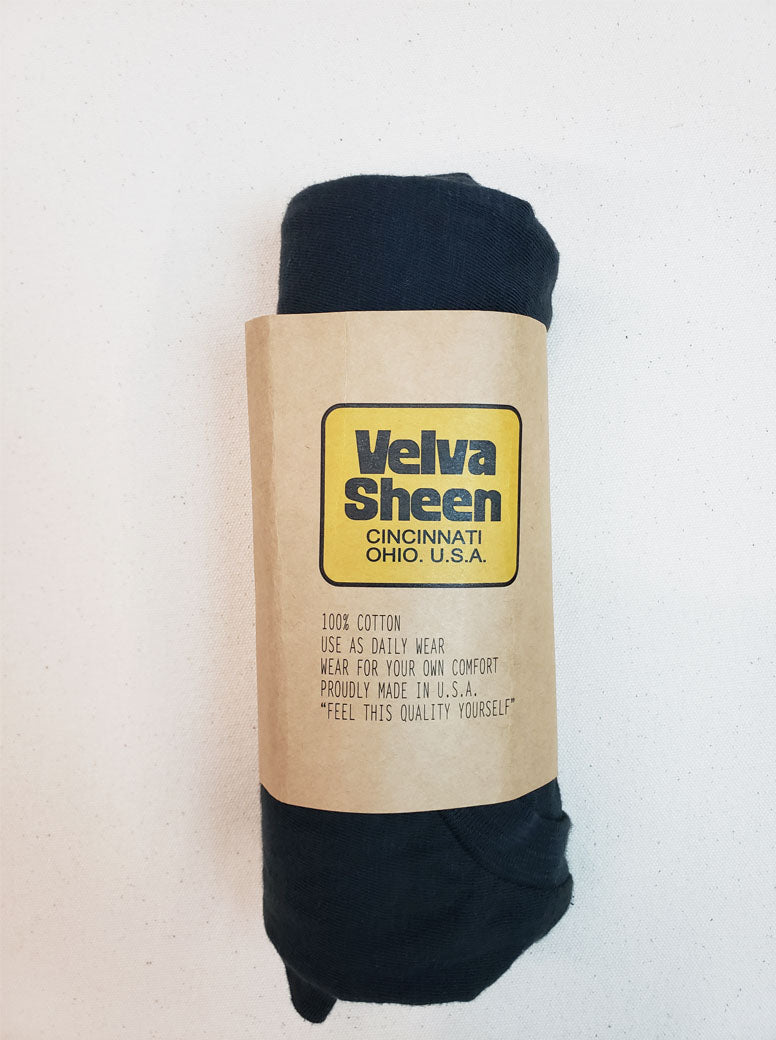 Velva
Sheen
CINCINNATI
OHIO. U.S.A.
100% COTTON
USE AS DAILY WEAR
WEAR FOR YOUR OWN COMFORT
PROUDLY MADE IN U.S.A.
“FEEL THIS QUALITY YOURSELF”